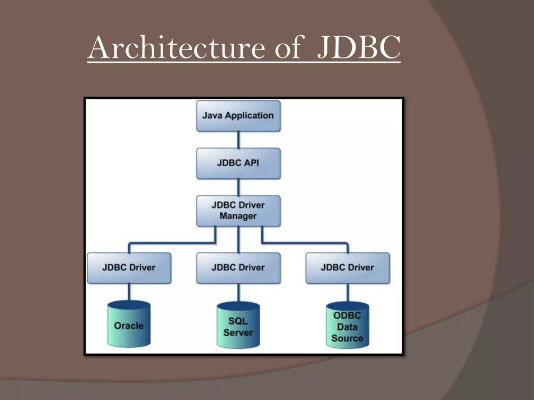 Architecture of JDBC
Java Application
JDBC API
JDBC Driver
Manager
JDBC Driver
JDBC Driver
JDBC Driver
Oracle
SQL
Server
ODBC
Data
Source